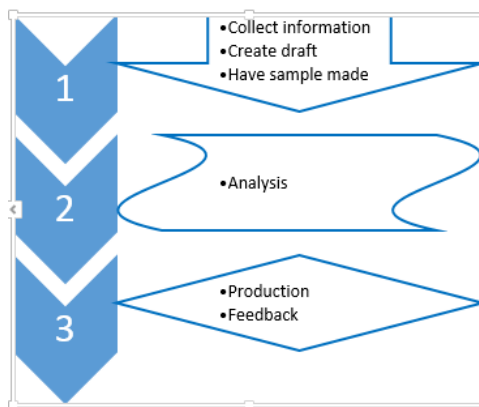 1
•Collect information
•Create draft
•Have sample made
2
•Analysis
3
•Production
•Feedback